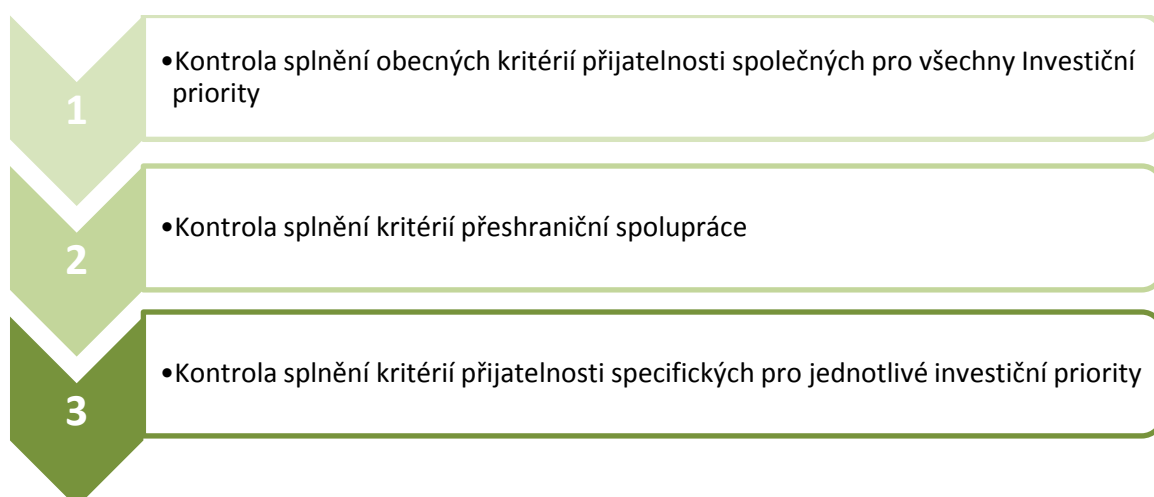 1
•Kontrola splnění obecných kritérií přijatelnosti společných pro všechny Investiční
priority
2
•Kontrola splnění kritérií přeshraniční spolupráce
3
•Kontrola splnění kritérií přijatelnosti specifických pro jednotlivé investiční priority